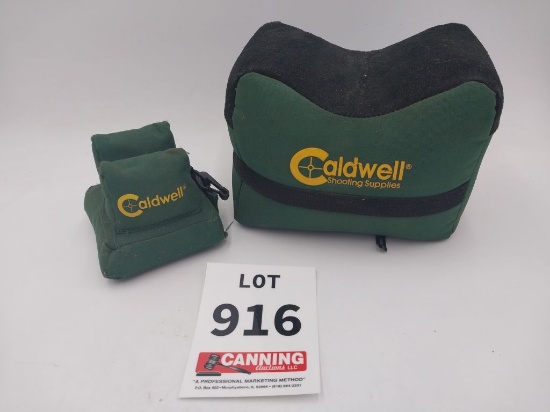 Caldwell®
Shooting Supplies
Caldwell®
LOT
916
CANNING
Auctions LLC
"A PROFESSIONAL MARKETING METHOD"